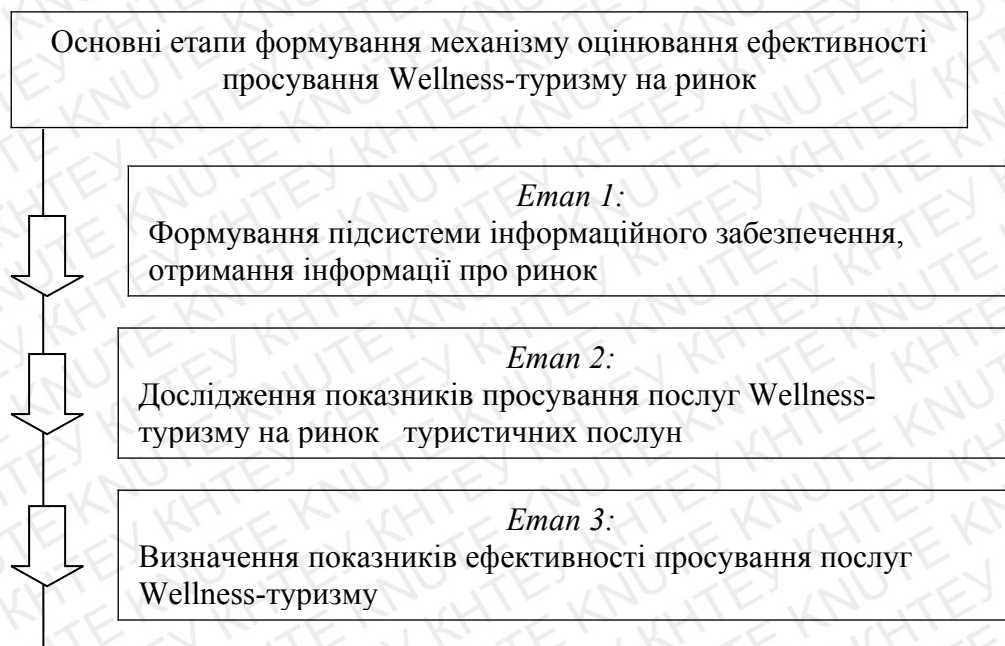 Основні етапи формування механізму оцінювання ефективності
просування Wellness-туризму на ринок
Етап 1:
Формування підсистеми інформаційного забезпечення,
отримання інформації про ринок
Етап 2:
Дослідження показників просування послуг Wellness-
туризму на ринок туристичних послун
Етап 3:
Визначення показників ефективності просування послуг
Wellness-туризму